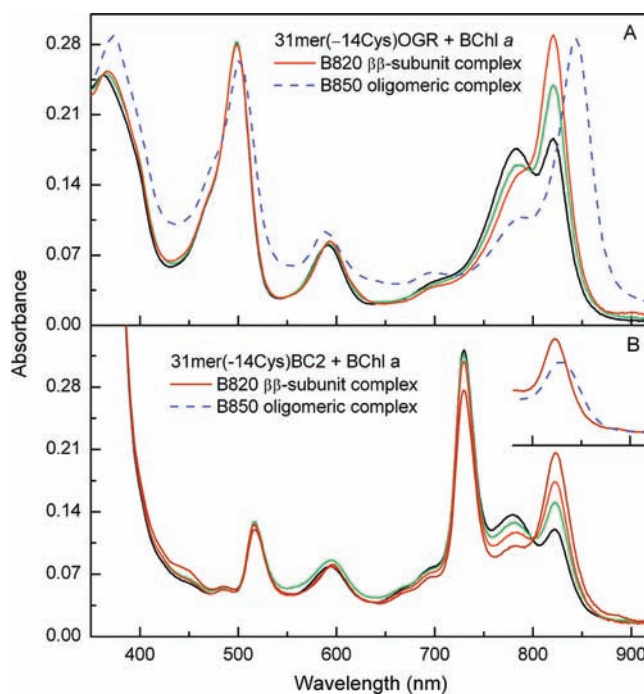 0.28
0.21
0.14
0.07
0.00
A
31mer(−14Cys)OGR + BChl a
B820 ββ-subunit complex
B850 oligomeric complex
Absorbance
0.28
0.21
0.14
0.07
0.00
B
31mer(-14Cys)BC2 + BChl a
B820 ββ-subunit complex
B850 oligomeric complex
800
900
400
500
600
700
800
900
Wavelength (nm)